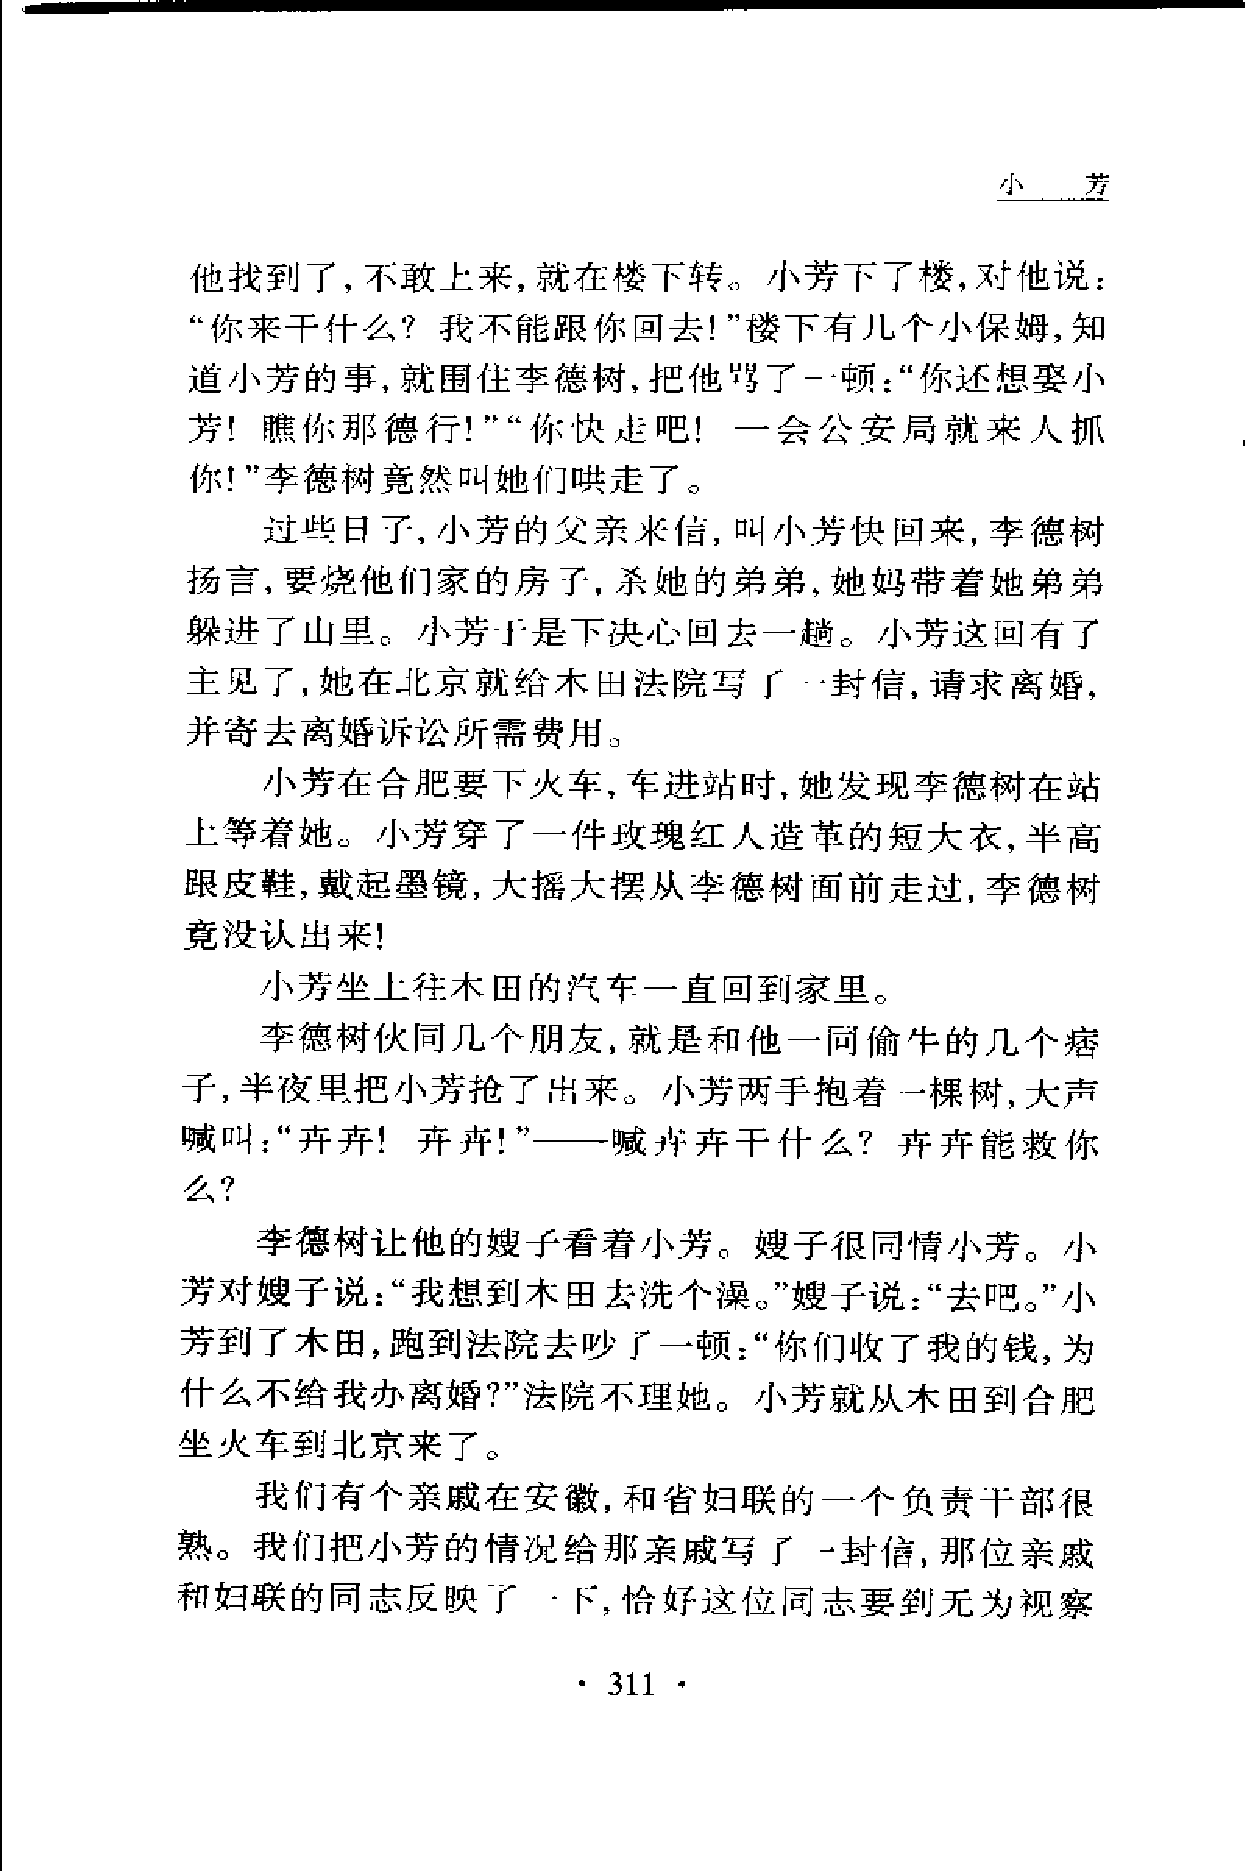 小 芳
他找到了,不敢上来,就在楼下转。小芳下了楼,对他说:
“你来干什么? 我不能跟你回去!”楼下有几个小保姆,知
道小芳的事,就围住李德树,把他骂了一顿:“你还想娶小
芳! 瞧你那德行!”“你快走吧! 一会公安局就来人抓
你!”李德树竟然叫她们哄走了。
过些日子,小芳的父亲来信,叫小芳快回来,李德树
扬言,要烧他们家的房子,杀她的弟弟,她妈带着她弟弟
躲进了山里。小芳于是下决心回去一趟。小芳这回有了
主见了,她在北京就给木田法院写了一封信,请求离婚,
并寄去离婚诉讼所需费用。
小芳在合肥要下火车,车进站时,她发现李德树在站
上等着她。小芳穿了一件玫瑰红人造革的短大衣,半高
跟皮鞋,戴起墨镜,大摇大摆从李德树面前走过,李德树
竟没认出来!
小芳坐上往木田的汽车一直回到家里。
李德树伙同几个朋友,就是和他一同偷牛的几个痞
子,半夜里把小芳抢了出来。小芳两手抱着一棵树,大声
喊叫:“卉卉! 卉卉!”——喊卉卉干什么? 卉卉能救你
么?
李德树让他的嫂子看着小芳。嫂子很同情小芳。小
芳对嫂子说:“我想到木田去洗个澡。”嫂子说:“去吧。”小
芳到了木田,跑到法院去吵了一顿:“你们收了我的钱,为
什么不给我办离婚?”法院不理她。小芳就从木田到合肥
坐火车到北京来了。
我们有个亲戚在安徽,和省妇联的一个负责干部很
熟。我们把小芳的情况给那亲戚写了一封信,那位亲戚
和妇联的同志反映了一下,恰好这位同志要到无为视察
· 311 ·